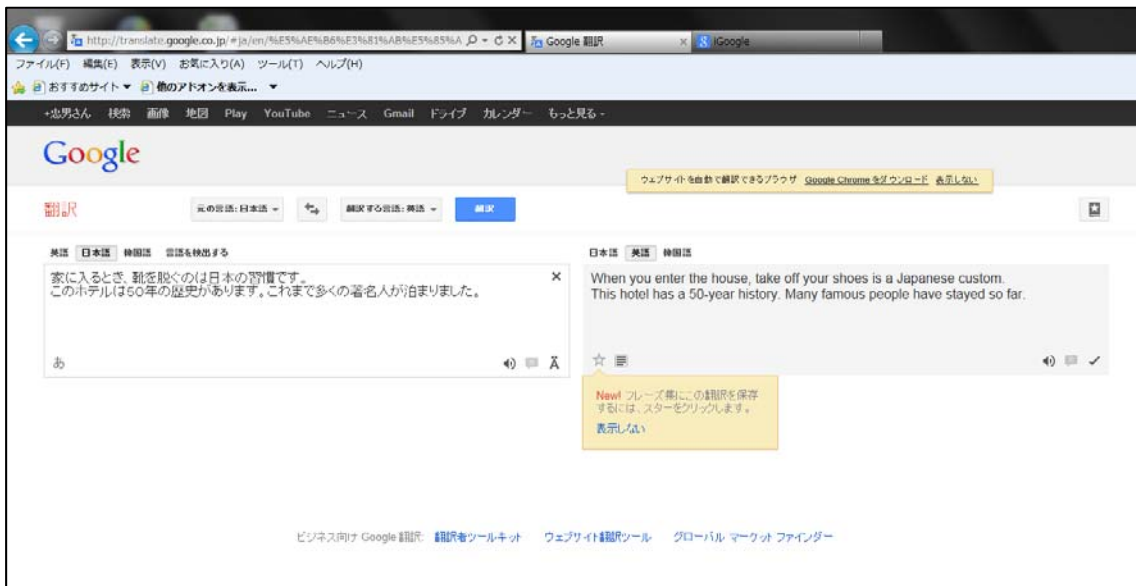 http://translate.google.co.jp/#ja/en/%E5%AE%B6%E3%81%AB%E5%85%A
Google 翻訳
iGoogle
ファイル(F) 編集(E) 表示(V) お気に入り(A) ツール(T) ヘルプ(H)
おすすめサイト 他のアドオンを表示...
+忠男さん 検索 画像 地図 Play YouTube ニュース Gmail ドライブ カレンダー もっと見る
Google
ウェブサイトを自動で翻訳できるブラウザ Google Chrome をダウンロード 表示しない
翻訳 元の言語: 日本語 翻訳する言語: 英語 翻訳
英語 日本語 韓国語 言語を検出する
日本語 英語 韓国語
家に入るとき、靴を脱ぐのは日本の習慣です。
このホテルは50年の歴史があります。これまで多くの著名人が泊まりました。
When you enter the house, take off your shoes is a Japanese custom.
This hotel has a 50-year history. Many famous people have stayed so far.
あ
Ä
New! フレーズ集にこの翻訳を保存
するには、スターをクリックします。
表示しない
ビジネス向け Google 翻訳: 翻訳者ツールキット ウェブサイト翻訳ツール グローバル マーケット ファインダー